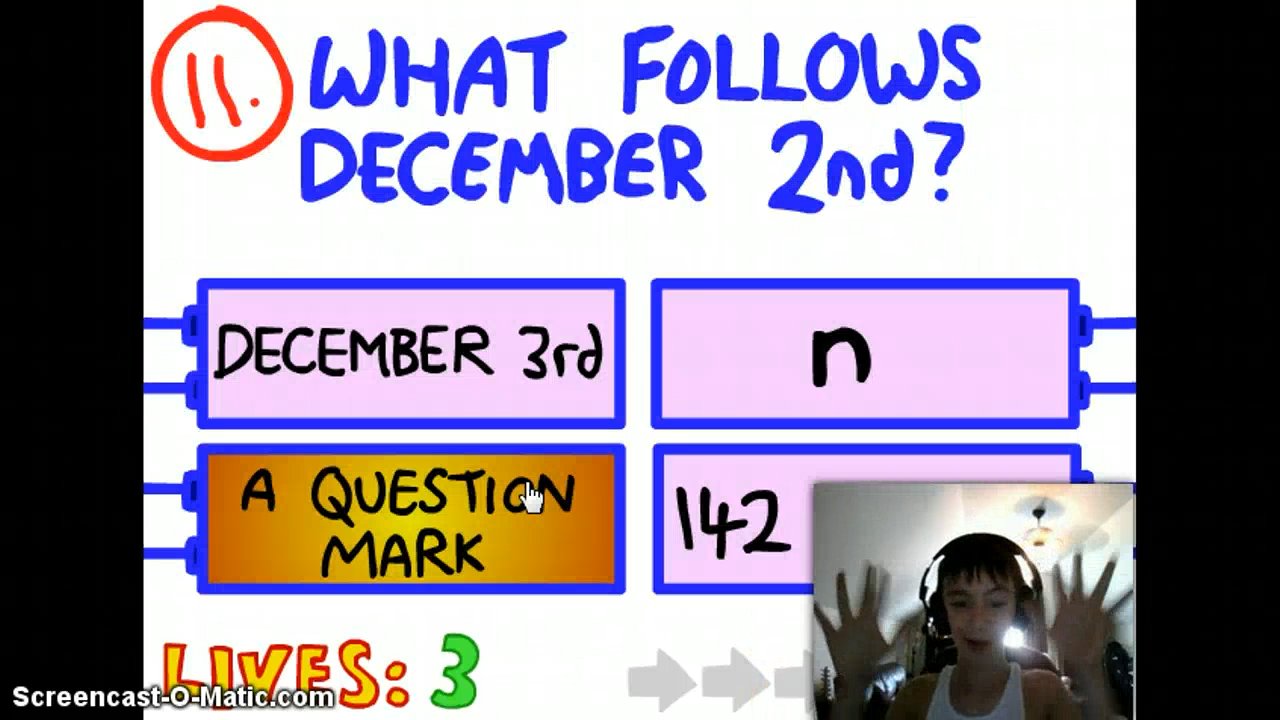 11. WHAT FOLLOWS
DECEMBER 2nd?
DECEMBER 3rd
n
A QUESTION
MARK
142
LIVES: 3
Screencast-O-Matic.com